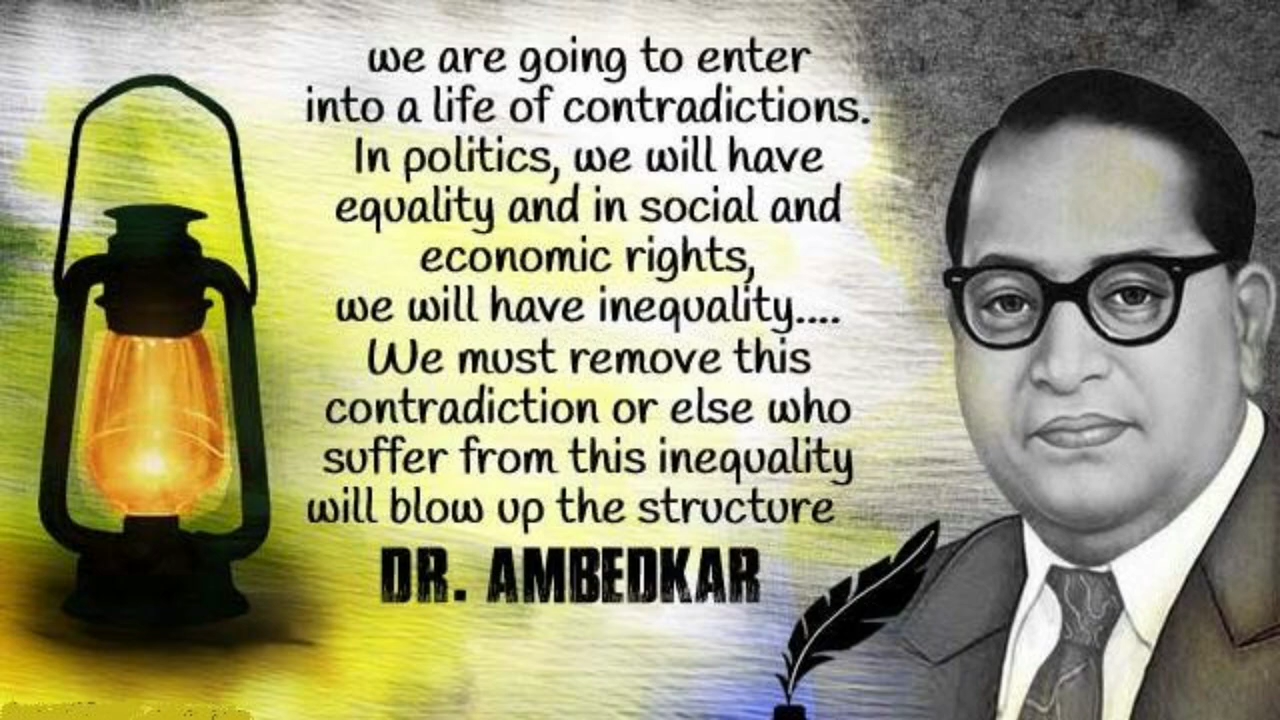 we are going to enter
into a life of contradictions.
In politics, we will have
equality and in social and
economic rights,
we will have inequality....
We must remove this
contradiction or else who
suffer from this inequality
will blow up the structure
DR. AMBEDKAR